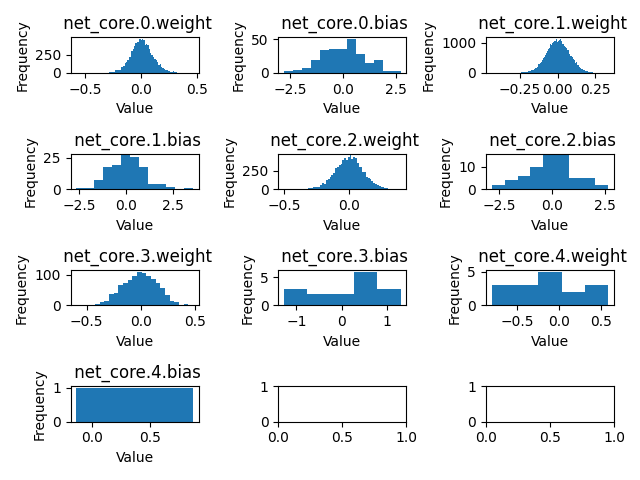 net_core.0.weight net_core.0.bias net_core.1.weight
Frequency 250 0 Frequency 50 0 Frequency 1000 0
−0.5 0.0 0.5 −2.5 0.0 2.5 −0.25 0.00 0.25
Value Value Value
net_core.1.bias net_core.2.weight net_core.2.bias
Frequency 25 0 Frequency 250 0 Frequency 10 0
−2.5 0.0 2.5 −0.5 0.0 −2.5 0.0 2.5
Value Value Value
net_core.3.weight net_core.3.bias net_core.4.weight
Frequency 100 0 Frequency 5 0 Frequency 5 0
−0.5 0.0 0.5 −1 0 1 −0.5 0.0 0.5
Value Value Value
net_core.4.bias
Frequency 1 0 1 0 1 0
0.0 0.5 0.0 0.5 1.0 0.0 0.5 1.0
Value